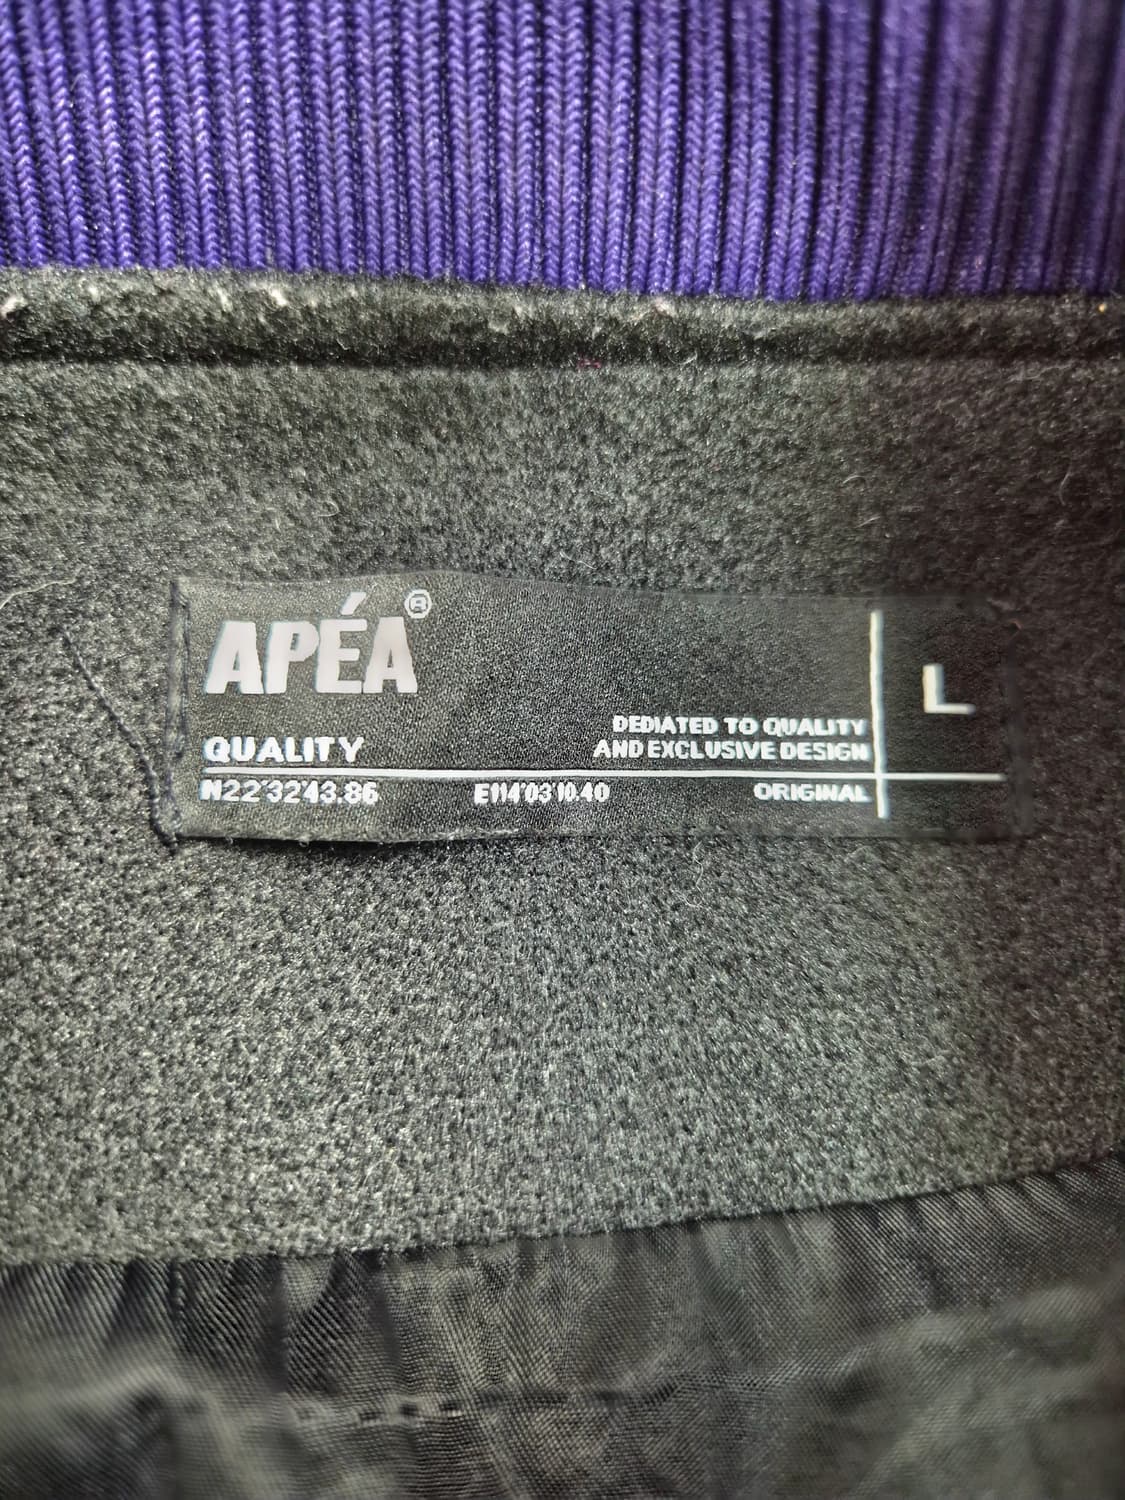 APÉA®
L
QUALITY
DEDIATED TO QUALITY
AND EXCLUSIVE DESIGN
N22°32'43.86 E114°03'10.40 ORIGINAL